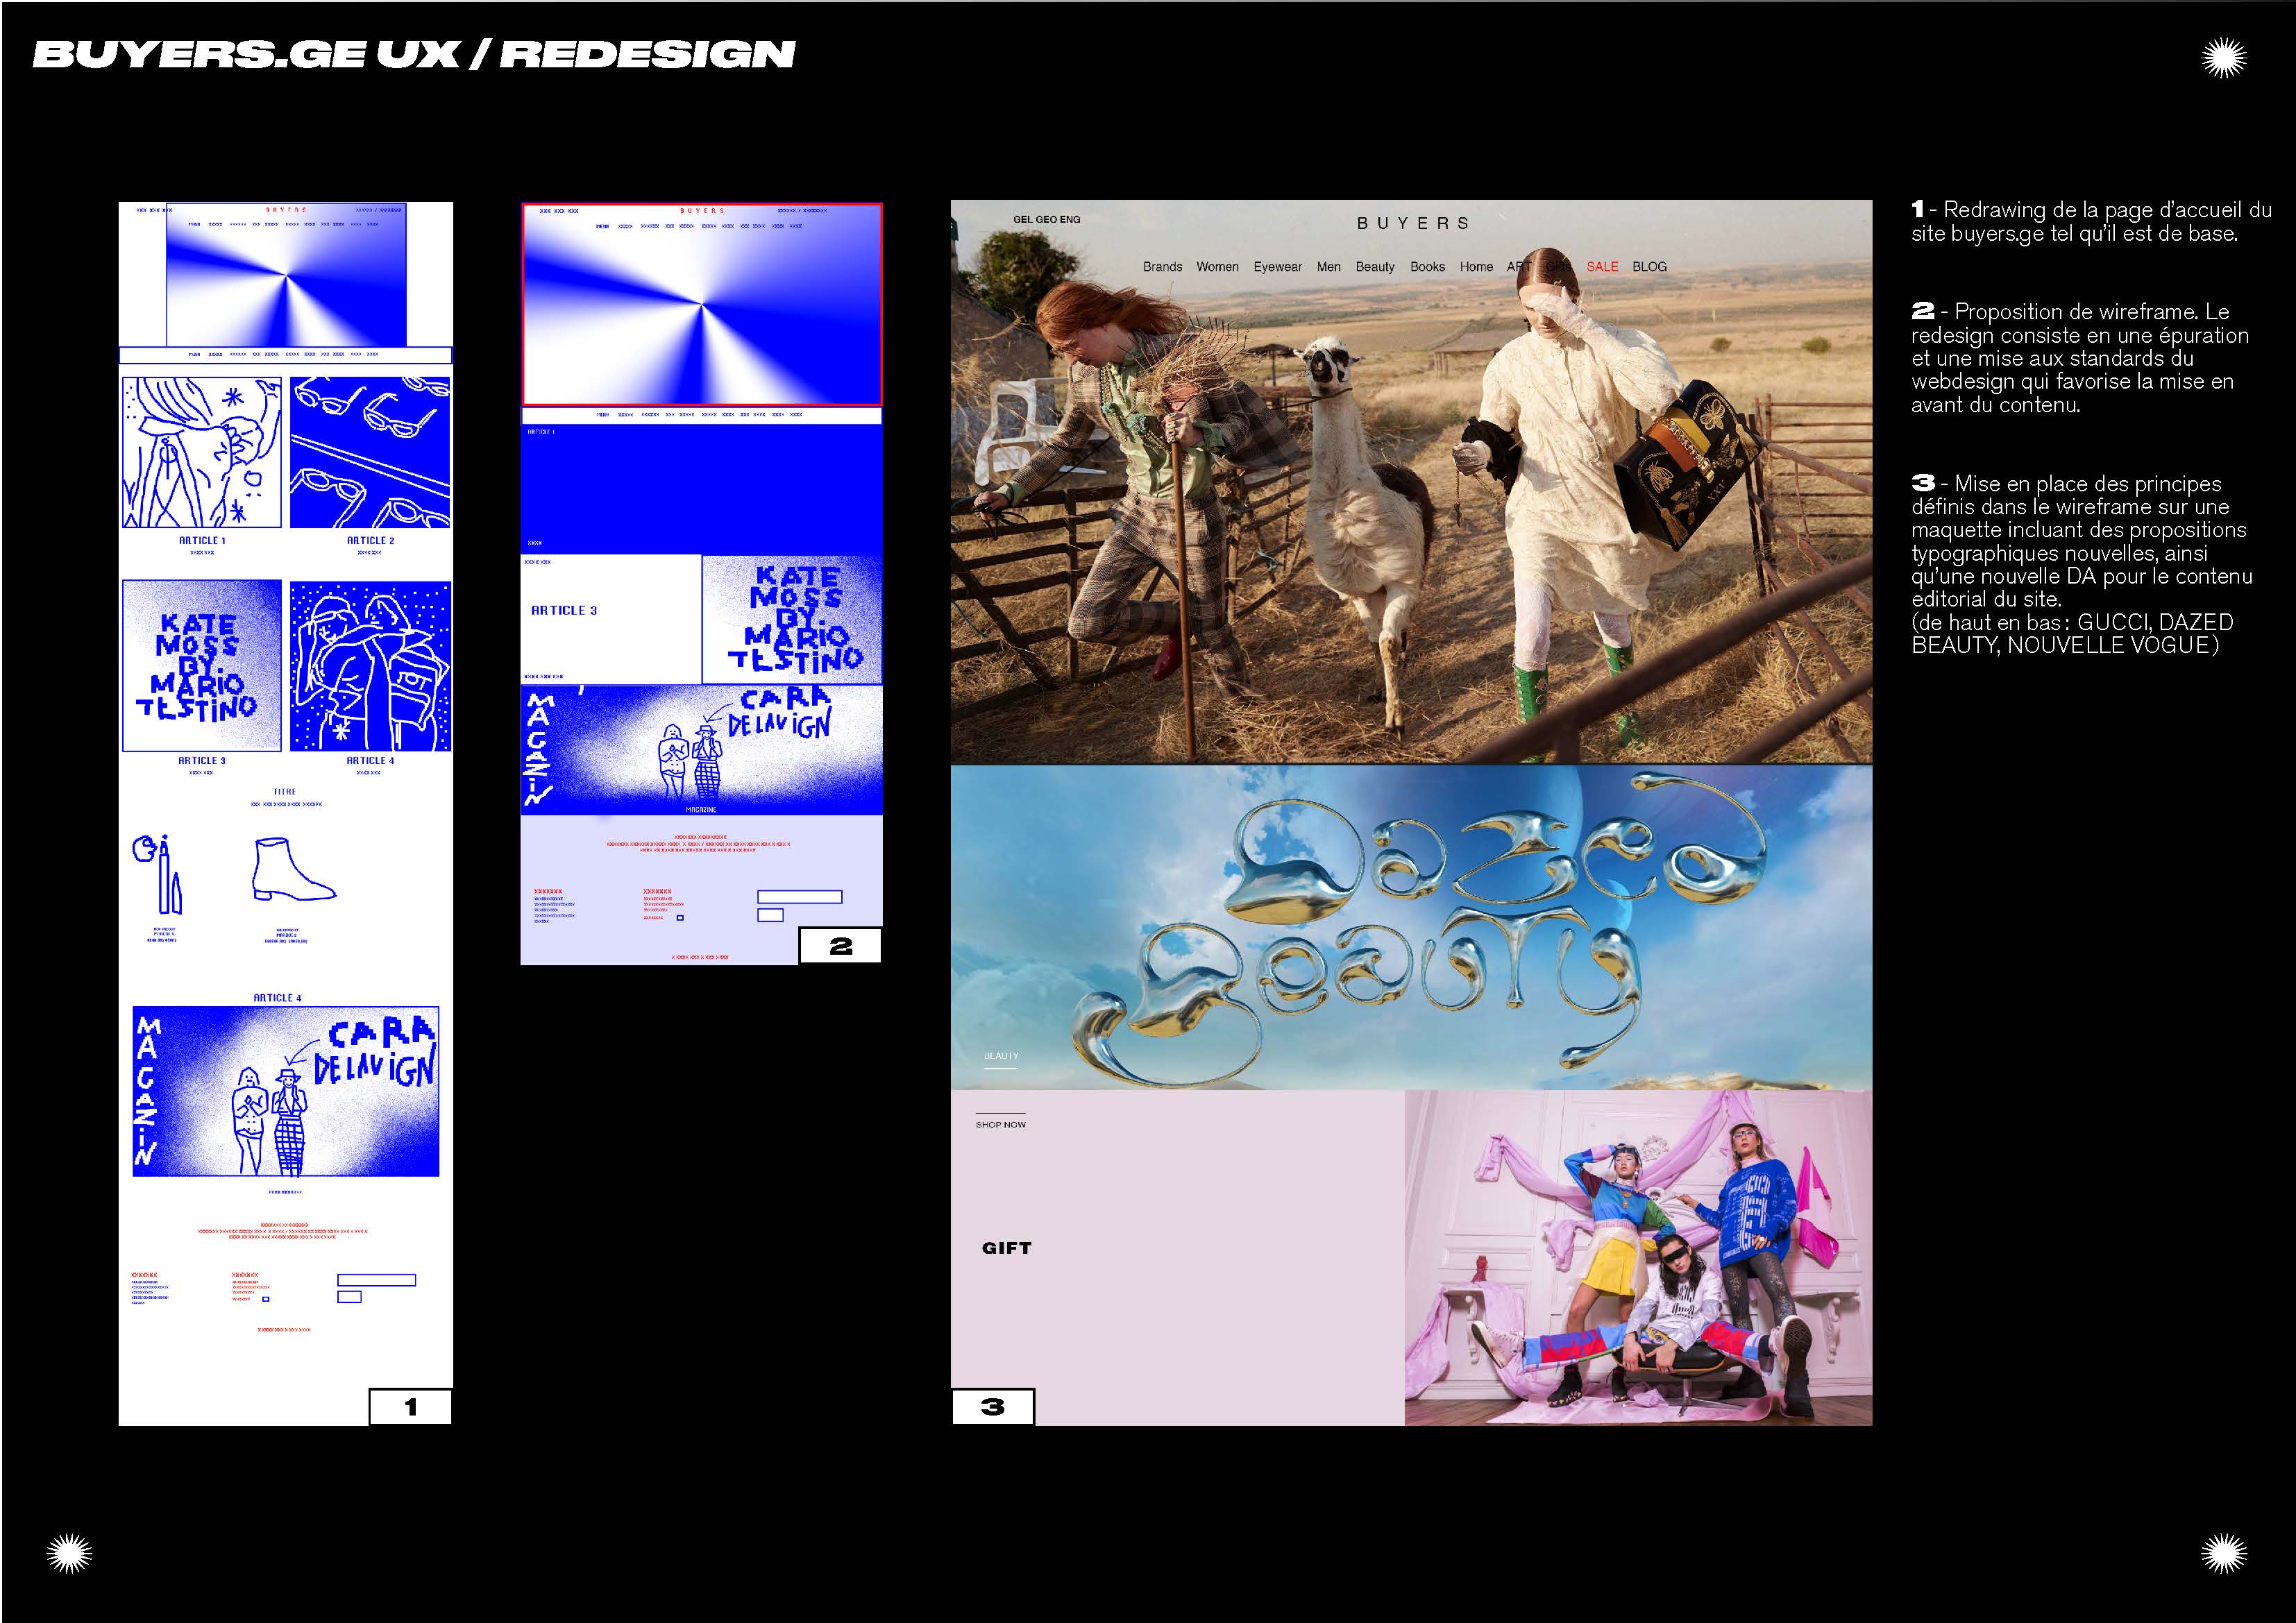 BUYERS.GE UX / REDESIGN
BUYERS
ARTICLE 1
ARTICLE 2
KATE
MOSS
BY
MARIO
TESTINO
ARTICLE 3
ARTICLE 4
TITRE
ARTICLE 4
MAGAZIN
CARA
DELAVIGN
1
BUYERS
ARTICLE 1
ARTICLE 3
KATE
MOSS
BY
MARIO
TESTINO
MAGAZIN
CARA
DELAVIGN
MAGAZINE
2
GEL GEO ENG
BUYERS
Brands Women Eyewear Men Beauty Books Home ART Gifts SALE BLOG
Dazed
Beauty
BEAUTY
SHOP NOW
GIFT
3
1 - Redrawing de la page d'accueil du
site buyers.ge tel qu'il est de base.
2 - Proposition de wireframe. Le
redesign consiste en une épuration
et une mise aux standards du
webdesign qui favorise la mise en
avant du contenu.
3 - Mise en place des principes
définis dans le wireframe sur une
maquette incluant des propositions
typographiques nouvelles, ainsi
qu'une nouvelle DA pour le contenu
editorial du site.
(de haut en bas : GUCCI, DAZED
BEAUTY, NOUVELLE VOGUE)